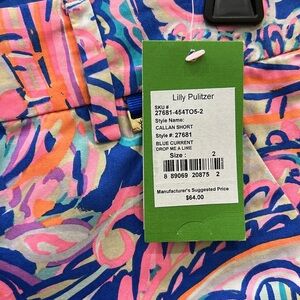 Lilly Pulitzer
SKU #
27681-454TO5-2
Style Name:
CALLAN SHORT
Style #: 27681
BLUE CURRENT
DROP ME A LIME
Size : 2
8 89069 20875 2
Manufacturer's Suggested Price
$64.00